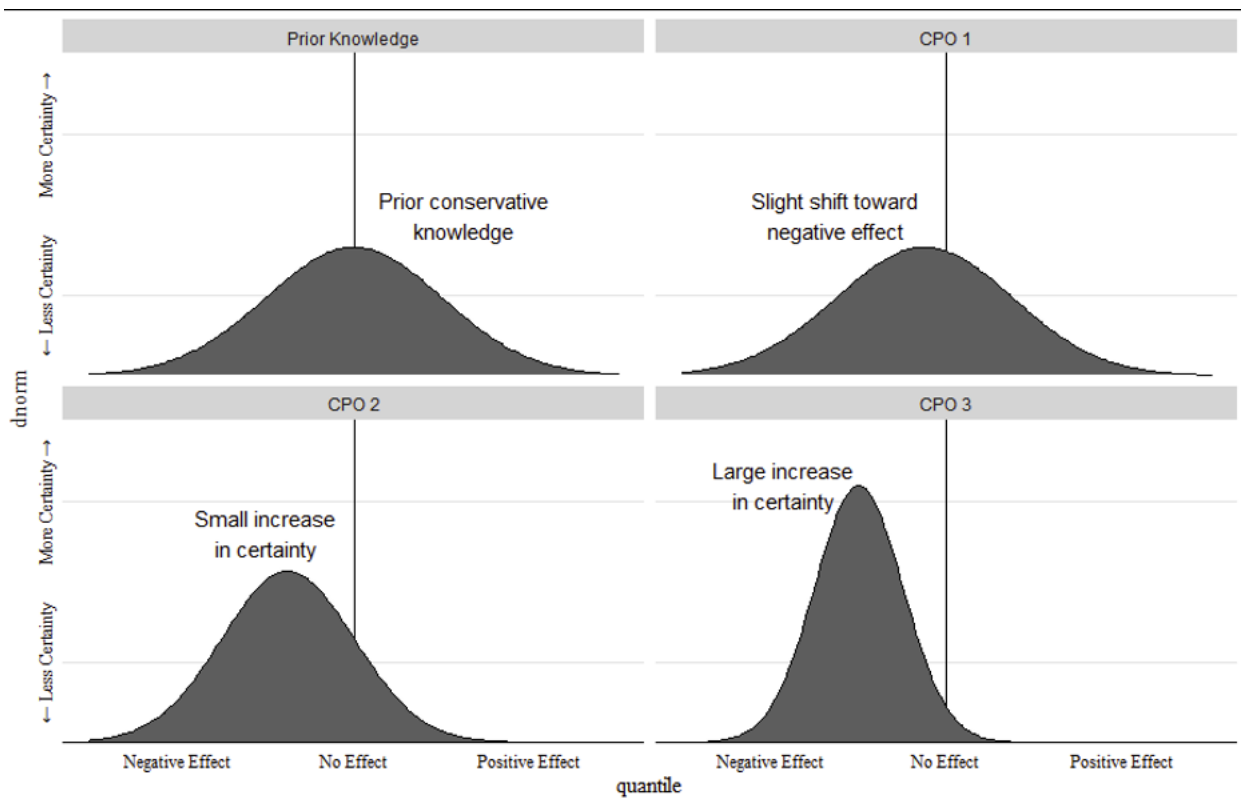 Prior Knowledge
CPO 1
More Certainty →
← Less Certainty
Prior conservative
knowledge
Slight shift toward
negative effect
dnorm
CPO 2
CPO 3
More Certainty →
← Less Certainty
Small increase
in certainty
Large increase
in certainty
Negative Effect
No Effect
Positive Effect
Negative Effect
No Effect
Positive Effect
quantile